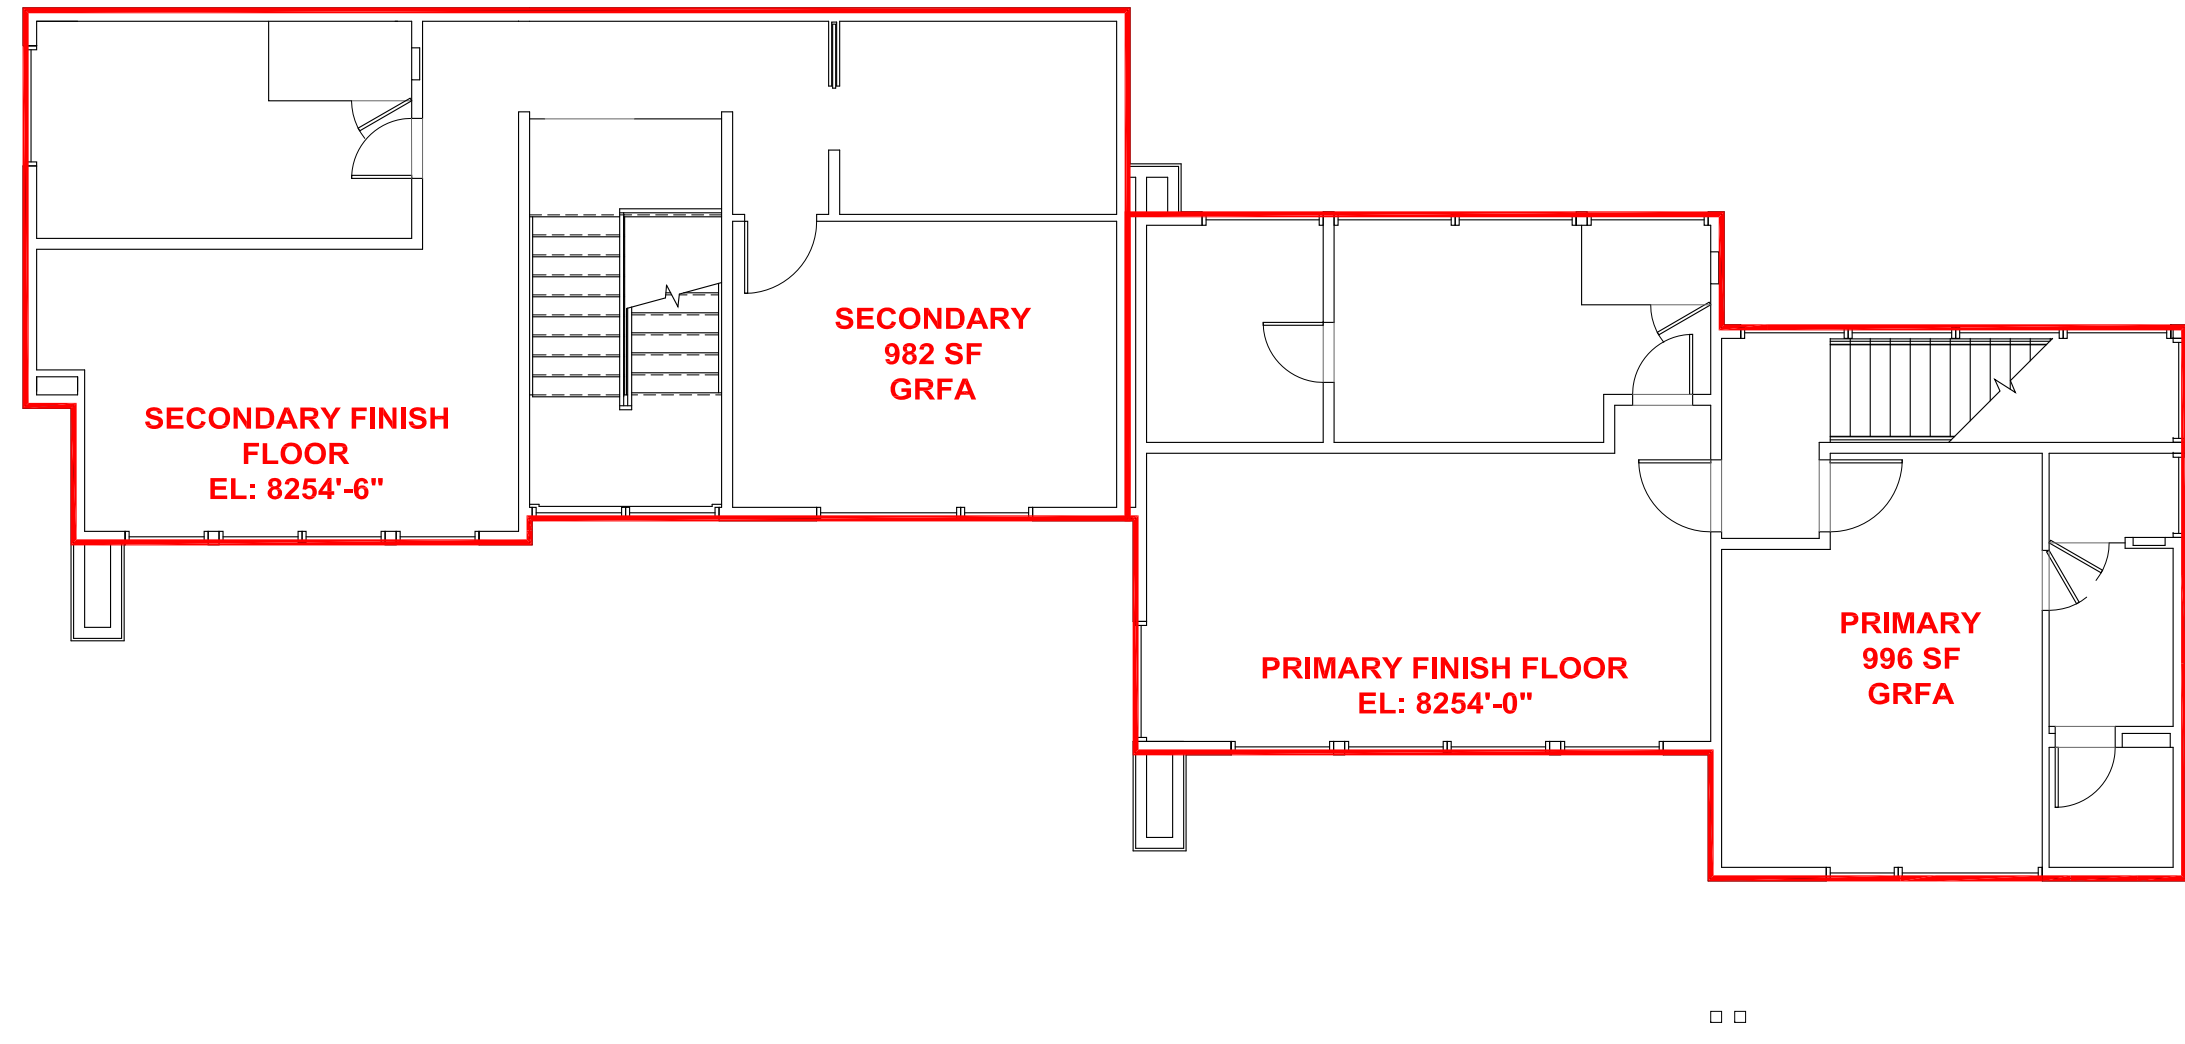 SECONDARY
982 SF
GRFA
SECONDARY FINISH
FLOOR
EL: 8254'-6"
PRIMARY
996 SF
GRFA
PRIMARY FINISH FLOOR
EL: 8254'-0"